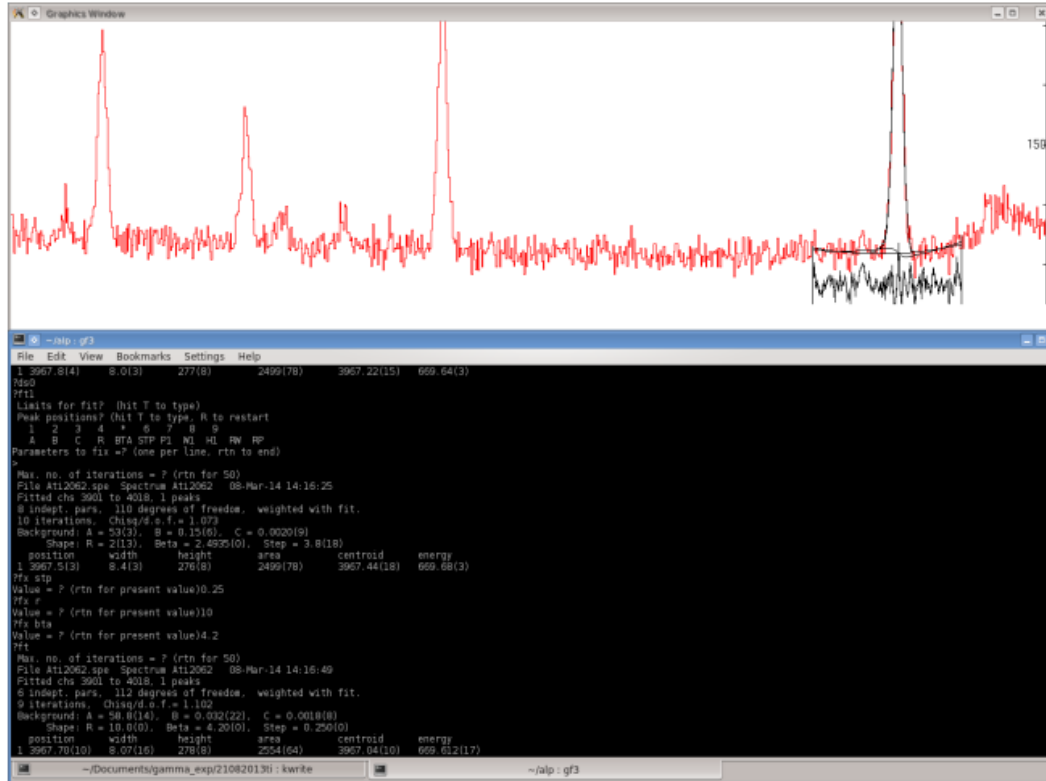 Graphics Window
159
~/alp : gf3
File Edit View Bookmarks Settings Help
1 3967.8(4) 8.0(3) 277(8) 2499(78) 3967.22(15) 669.64(3)
?ds0
?ft1
Limits for fit? (hit T to type)
Peak positions? (hit T to type, R to restart
1 2 3 4 * 6 7 8 9
A B C R BTA STP P1 W1 H1 RW RP
Parameters to fix =? (one per line, rtn to end)
>
Max. no. of iterations = ? (rtn for 50)
File Ati2062.spe Spectrum Ati2062 08-Mar-14 14:16:25
Fitted chs 3901 to 4018, 1 peaks
8 indept. pars, 110 degrees of freedom, weighted with fit.
10 iterations, Chisq/d.o.f.= 1.073
Background: A = 53(3), B = 0.15(6), C = 0.0020(9)
Shape: R = 2(13), Beta = 2.4935(0), Step = 3.8(18)
position width height area centroid energy
1 3967.5(3) 8.4(3) 276(8) 2499(78) 3967.44(18) 669.68(3)
?fx stp
Value = ? (rtn for present value)0.25
?fx r
Value = ? (rtn for present value)10
?fx bta
Value = ? (rtn for present value)4.2
?ft
Max. no. of iterations = ? (rtn for 50)
File Ati2062.spe Spectrum Ati2062 08-Mar-14 14:16:49
Fitted chs 3901 to 4018, 1 peaks
6 indept. pars, 112 degrees of freedom, weighted with fit.
9 iterations, Chisq/d.o.f.= 1.102
Background: A = 58.8(14), B = 0.032(22), C = 0.0018(8)
Shape: R = 10.0(0), Beta = 4.20(0), Step = 0.250(0)
position width height area centroid energy
1 3967.70(10) 8.07(16) 278(8) 2554(64) 3967.04(10) 669.612(17)
~/Documents/gamma_exp/21082013ti : kwrite
~/alp : gf3